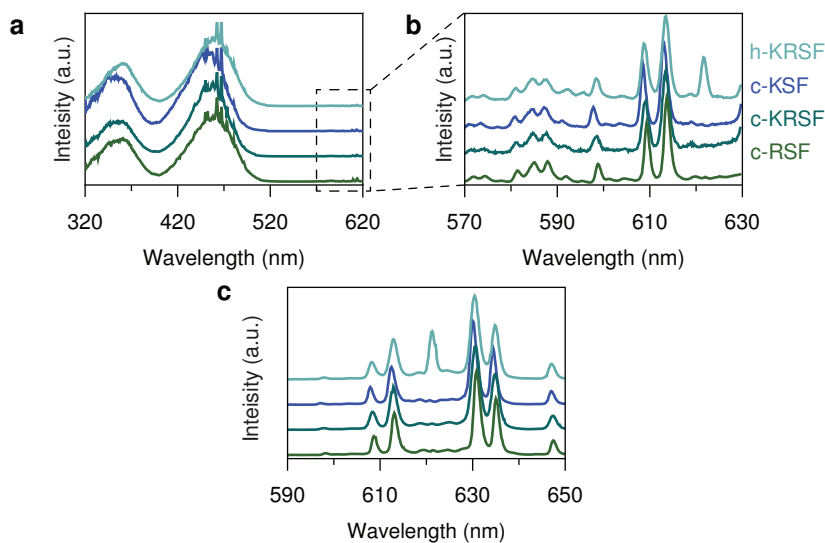 a
Inteisity (a.u.)
320 420 520 620
Wavelength (nm)
b
Inteisity (a.u.)
570 590 610 630
Wavelength (nm)
h-KRSF
c-KSF
c-KRSF
c-RSF
c
Inteisity (a.u.)
590 610 630 650
Wavelength (nm)